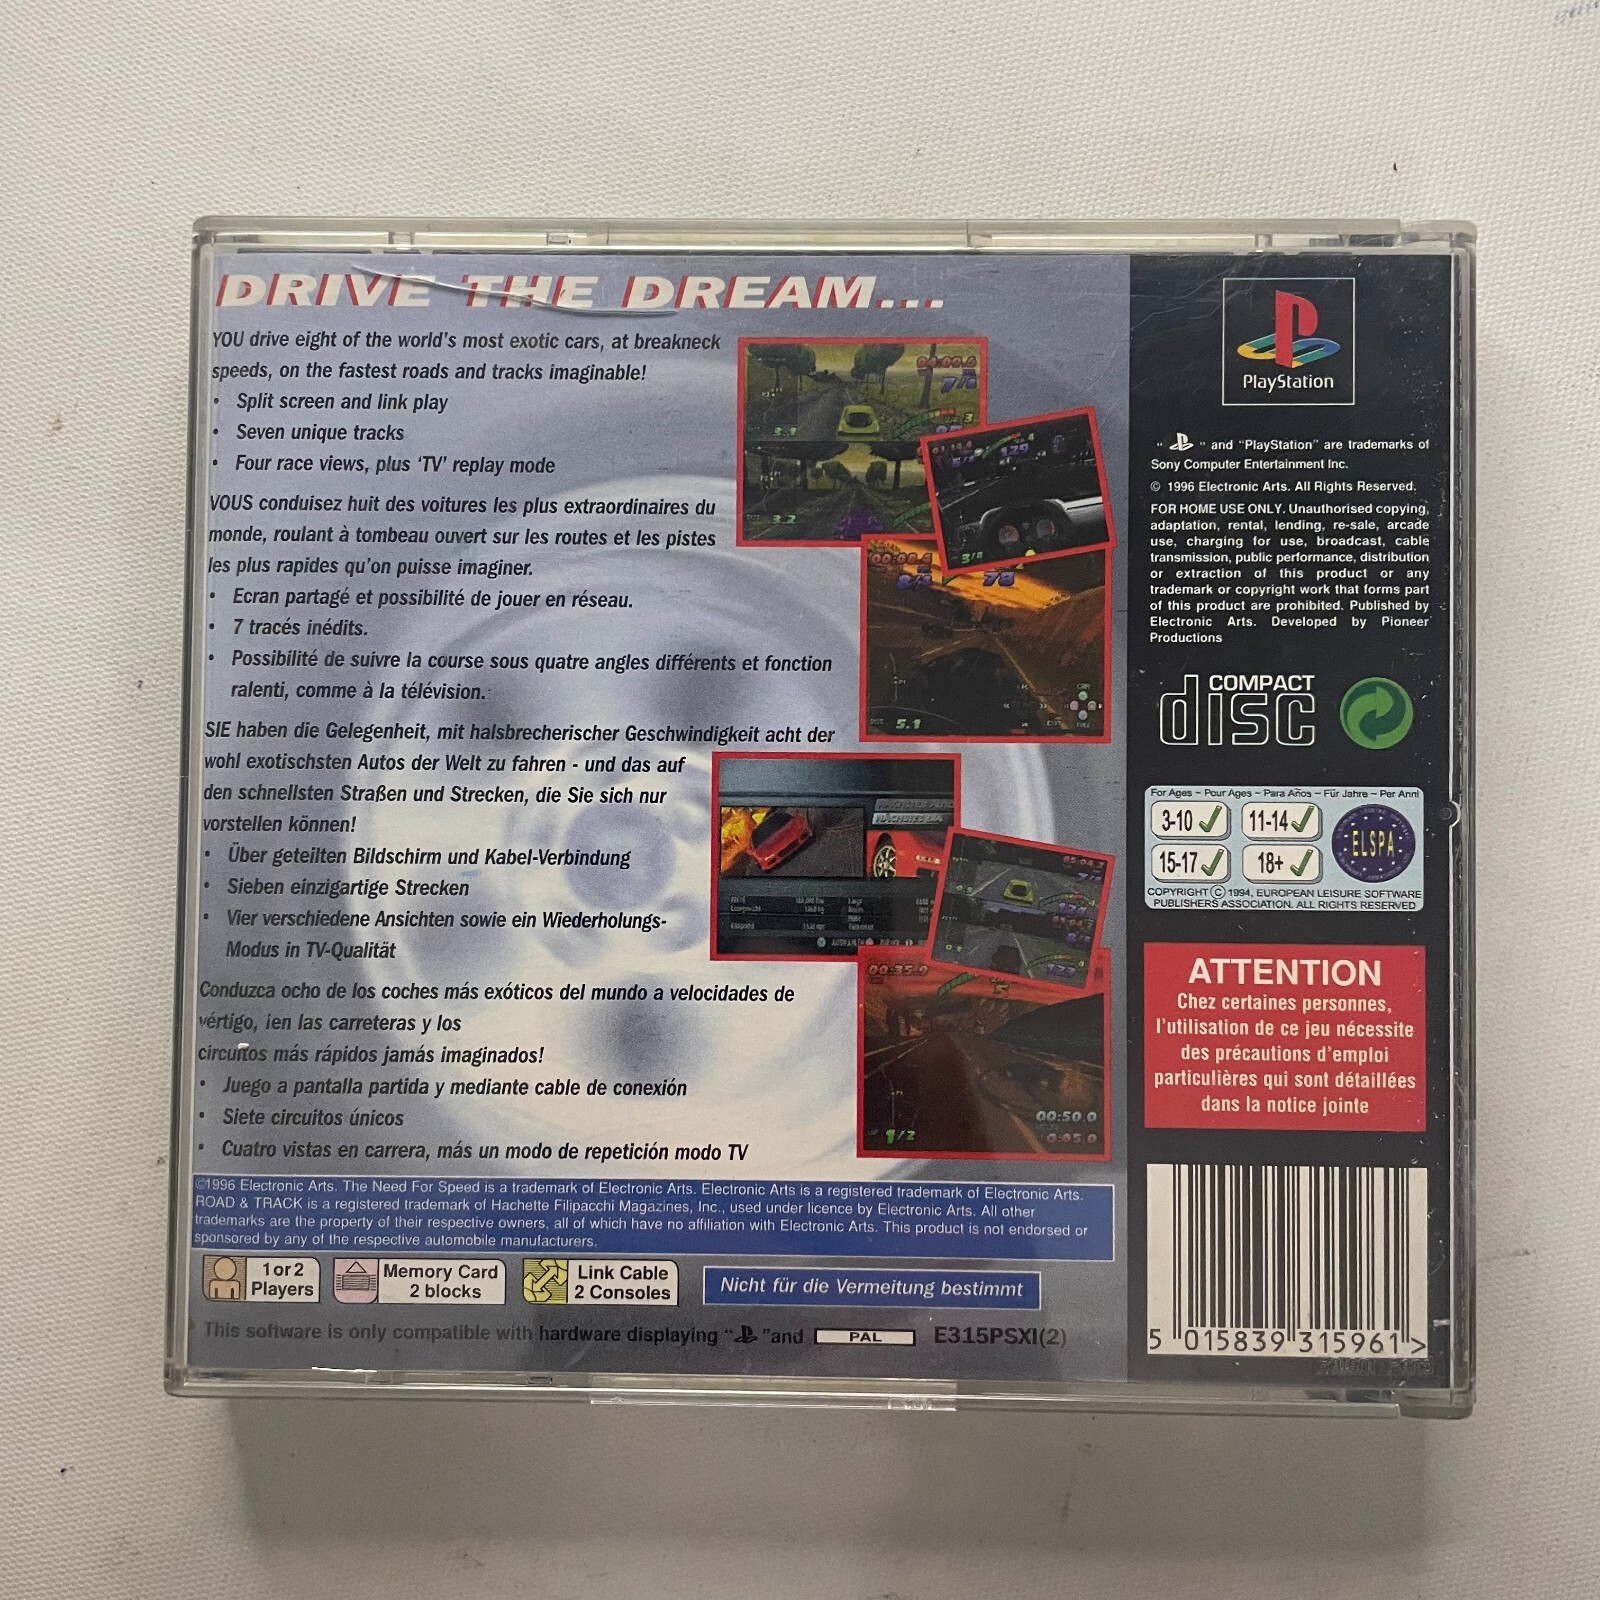 DRIVE THE DREAM...
YOU drive eight of the world's most exotic cars, at breakneck
speeds, on the fastest roads and tracks imaginable!
• Split screen and link play
• Seven unique tracks
• Four race views, plus 'TV' replay mode
VOUS conduisez huit des voitures les plus extraordinaires du
monde, roulant à tombeau ouvert sur les routes et les pistes
les plus rapides qu'on puisse imaginer.
• Ecran partagé et possibilité de jouer en réseau.
• 7 tracés inédits.
• Possibilité de suivre la course sous quatre angles différents et fonction
ralenti, comme à la télévision.
SIE haben die Gelegenheit, mit halsbrecherischer Geschwindigkeit acht der
wohl exotischsten Autos der Welt zu fahren - und das auf
den schnellsten Straßen und Strecken, die Sie sich nur
vorstellen können!
• Über geteilten Bildschirm und Kabel-Verbindung
• Sieben einzigartige Strecken
• Vier verschiedene Ansichten sowie ein Wiederholungs-
Modus in TV-Qualität
Conduzca ocho de los coches más exóticos del mundo a velocidades de
vértigo, ¡en las carreteras y los
circuitos más rápidos jamás imaginados!
• Juego a pantalla partida y mediante cable de conexión
• Siete circuitos únicos
• Cuatro vistas en carrera, más un modo de repetición modo TV
©1996 Electronic Arts. The Need For Speed is a trademark of Electronic Arts. Electronic Arts is a registered trademark of Electronic Arts.
ROAD & TRACK is a registered trademark of Hachette Filipacchi Magazines, Inc., used under licence by Electronic Arts. All other
trademarks are the property of their respective owners, all of which have no affiliation with Electronic Arts. This product is not endorsed or
sponsored by any of the respective automobile manufacturers.
1 or 2
Players
Memory Card
2 blocks
Link Cable
2 Consoles
Nicht für die Vermeitung bestimmt
This software is only compatible with hardware displaying " " and PAL E315PSXI(2)
PlayStation
" " and "PlayStation" are trademarks of
Sony Computer Entertainment Inc.
© 1996 Electronic Arts. All Rights Reserved.
FOR HOME USE ONLY. Unauthorised copying,
adaptation, rental, lending, re-sale, arcade
use, charging for use, broadcast, cable
transmission, public performance, distribution
or extraction of this product or any
trademark or copyright work that forms part
of this product are prohibited. Published by
Electronic Arts. Developed by Pioneer
Productions
COMPACT
disc
For Ages ~ Pour Ages ~ Para Años ~ Für Jahre ~ Per Anni
3-10 11-14
15-17 18+
ELSPA
COPYRIGHT © 1994, EUROPEAN LEISURE SOFTWARE
PUBLISHERS ASSOCIATION. ALL RIGHTS RESERVED
ATTENTION
Chez certaines personnes,
l'utilisation de ce jeu nécessite
des précautions d'emploi
particulières qui sont détaillées
dans la notice jointe
5 015839 315961 >
3.1
3.2
5.1
00:35.0
1/2
00:50.0